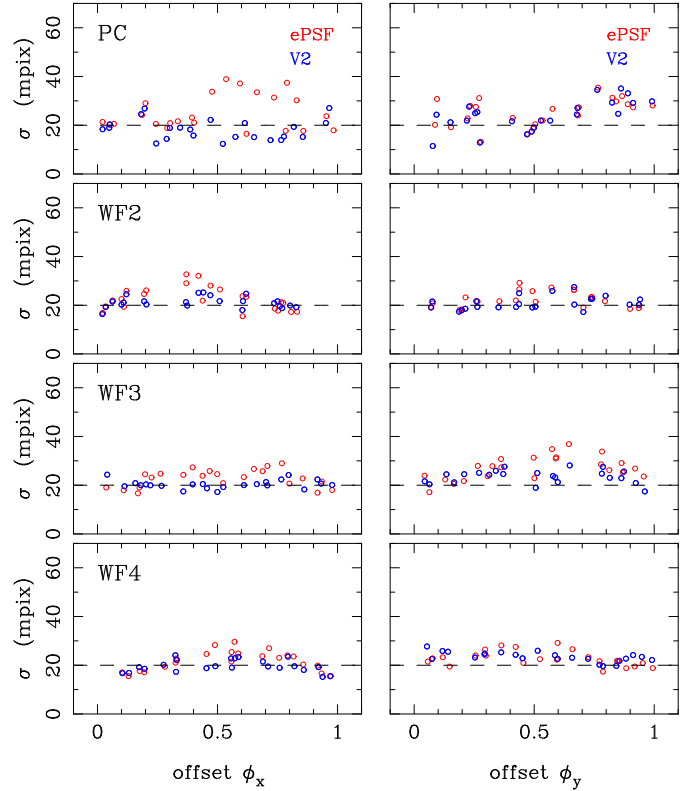 PC
ePSF
V2
ePSF
V2
σ (mpix)
0 20 40 60
WF2
σ (mpix)
0 20 40 60
WF3
σ (mpix)
0 20 40 60
WF4
σ (mpix)
0 20 40 60
0 0.5 1
0 0.5 1
offset ϕx
offset ϕy